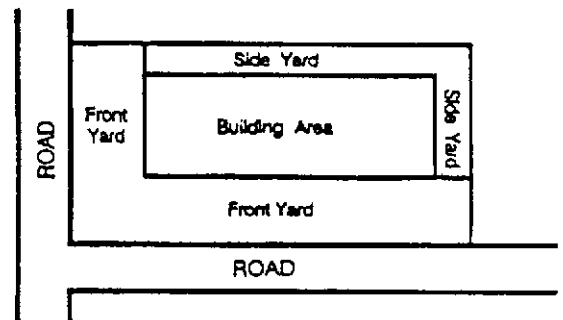 Side Yard
Front
Yard
Building Area
Side Yard
ROAD
Front Yard
ROAD